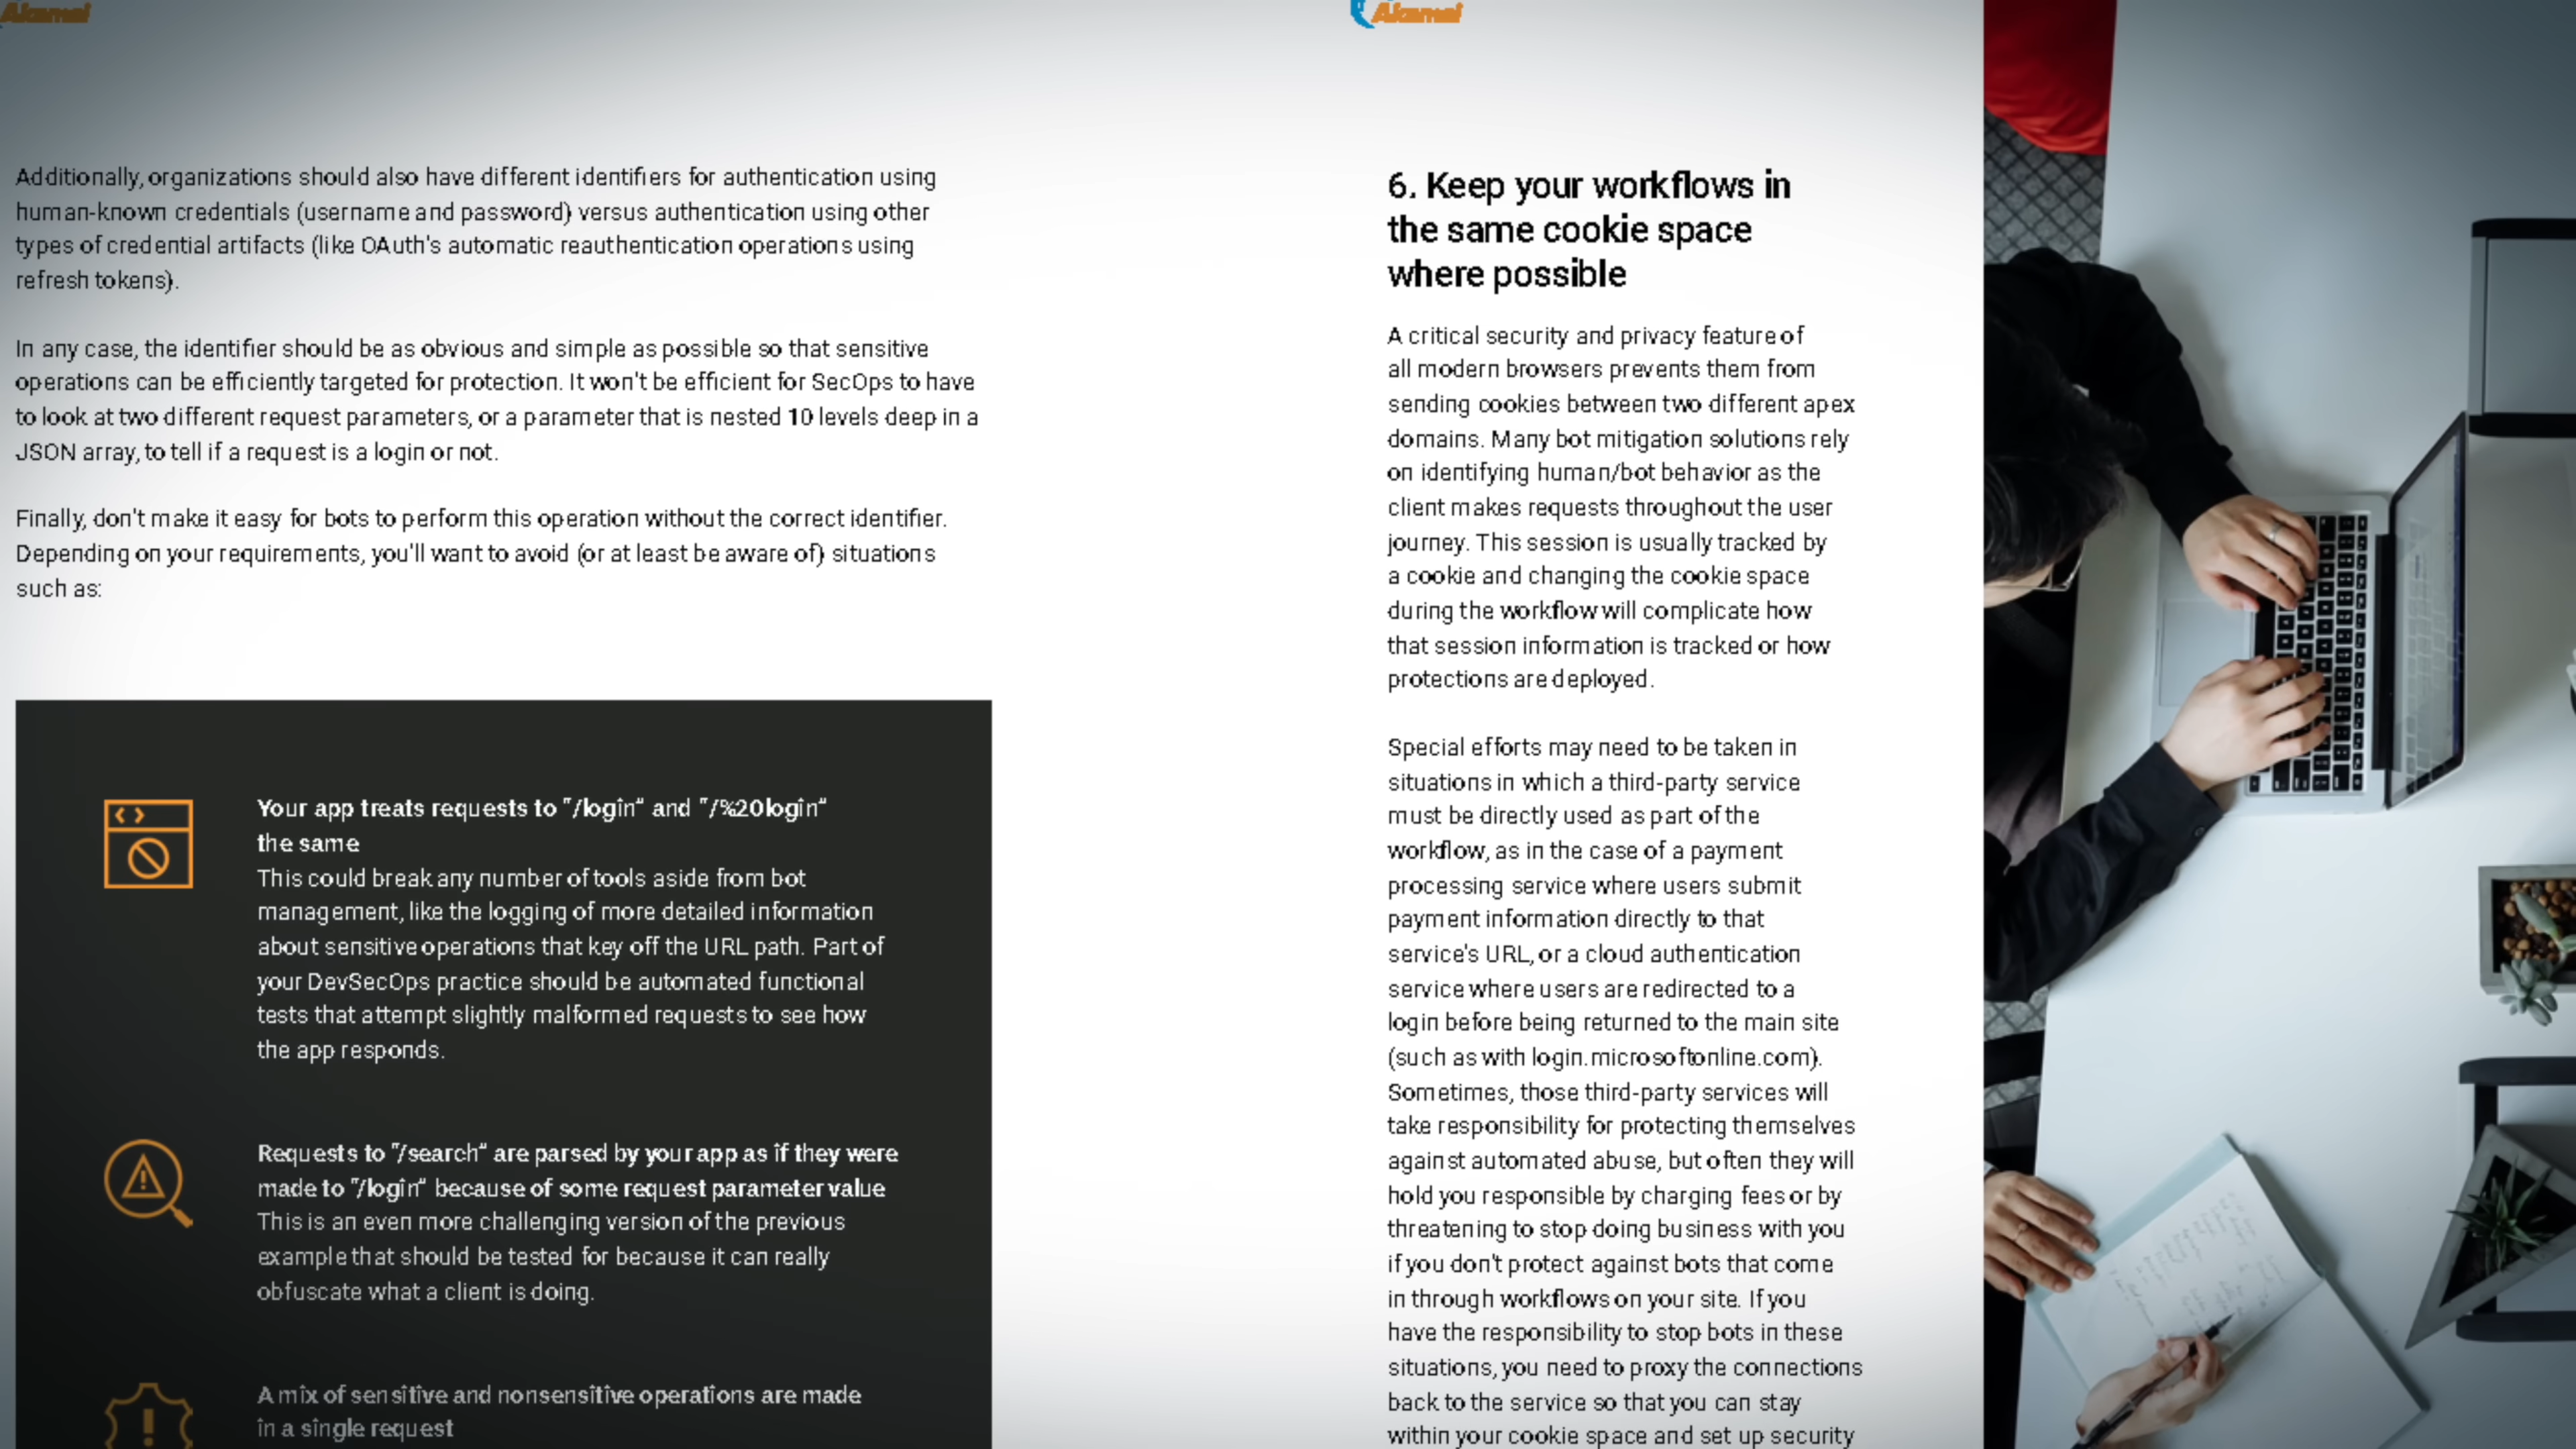 Akamai
Additionally, organizations should also have different identifiers for authentication using
human-known credentials (username and password) versus authentication using other
types of credential artifacts (like OAuth's automatic reauthentication operations using
refresh tokens).
In any case, the identifier should be as obvious and simple as possible so that sensitive
operations can be efficiently targeted for protection. It won't be efficient for SecOps to have
to look at two different request parameters, or a parameter that is nested 10 levels deep in a
JSON array, to tell if a request is a login or not.
Finally, don't make it easy for bots to perform this operation without the correct identifier.
Depending on your requirements, you'll want to avoid (or at least be aware of) situations
such as:
Your app treats requests to "/login" and "/%20login"
the same
This could break any number of tools aside from bot
management, like the logging of more detailed information
about sensitive operations that key off the URL path. Part of
your DevSecOps practice should be automated functional
tests that attempt slightly malformed requests to see how
the app responds.
Requests to "/search" are parsed by your app as if they were
made to "/login" because of some request parameter value
This is an even more challenging version of the previous
example that should be tested for because it can really
obfuscate what a client is doing.
A mix of sensitive and nonsensitive operations are made
in a single request
Akamai
6. Keep your workflows in
the same cookie space
where possible
A critical security and privacy feature of
all modern browsers prevents them from
sending cookies between two different apex
domains. Many bot mitigation solutions rely
on identifying human/bot behavior as the
client makes requests throughout the user
journey. This session is usually tracked by
a cookie and changing the cookie space
during the workflow will complicate how
that session information is tracked or how
protections are deployed.
Special efforts may need to be taken in
situations in which a third-party service
must be directly used as part of the
workflow, as in the case of a payment
processing service where users submit
payment information directly to that
service's URL, or a cloud authentication
service where users are redirected to a
login before being returned to the main site
(such as with login.microsoftonline.com).
Sometimes, those third-party services will
take responsibility for protecting themselves
against automated abuse, but often they will
hold you responsible by charging fees or by
threatening to stop doing business with you
if you don't protect against bots that come
in through workflows on your site. If you
have the responsibility to stop bots in these
situations, you need to proxy the connections
back to the service so that you can stay
within your cookie space and set up security